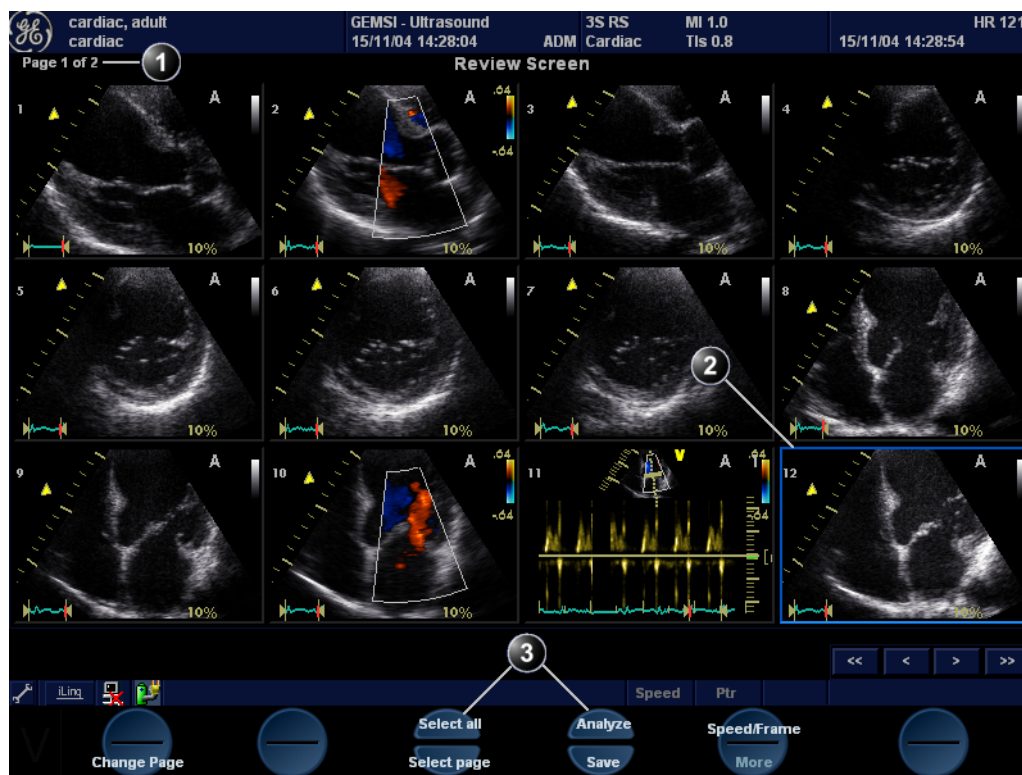 cardiac, adult GEMSI - Ultrasound 3S RS MI 1.0 HR 121
cardiac 15/11/04 14:28:04 ADM Cardiac TIs 0.8 15/11/04 14:28:54
Page 1 of 2 1 Review Screen
1 A 2 A .64 3 A 4 A
-.64
10% 10% 10% 10%
5 A 6 A 7 A 8 A
2
10% 10% 10% 10%
9 A 10 A .64 11 V A 12 A .64
-.64 -.64
10% 10% 10%
3
<< < > >>
iLinq Speed Ptr
Select all Analyze Speed/Frame
V Change Page Select page Save More